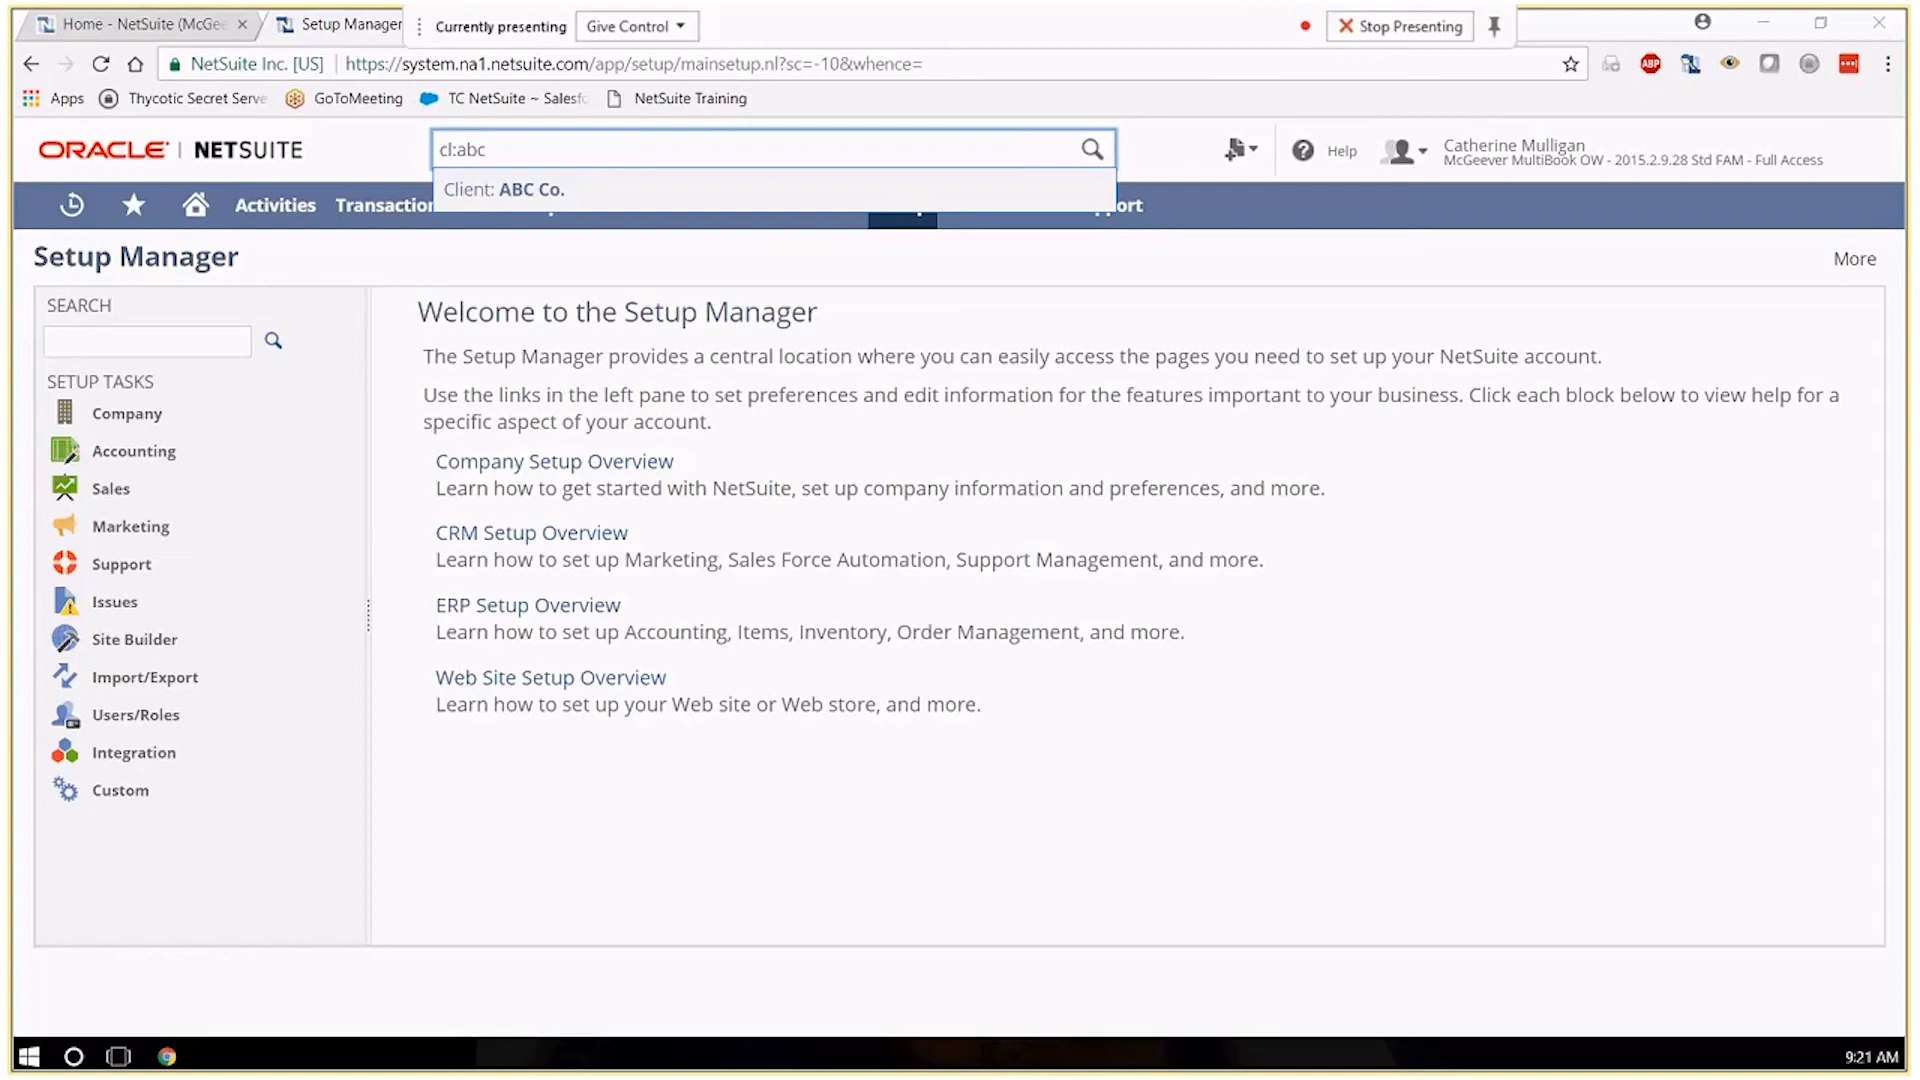 Home - NetSuite (McGee
Setup Manager
Currently presenting
Give Control
Stop Presenting
NetSuite Inc. [US] | https://system.na1.netsuite.com/app/setup/mainsetup.nl?sc=-10&whence=
ABP
Apps
Thycotic Secret Serve
GoToMeeting
TC NetSuite ~ Salesfo
NetSuite Training
ORACLE | NETSUITE
cl:abc
Help
Catherine Mulligan
McGeever MultiBook OW - 2015.2.9.28 Std FAM - Full Access
Client: ABC Co.
Activities
Transaction
port
Setup Manager
More
SEARCH
SETUP TASKS
Company
Accounting
Sales
Marketing
Support
Issues
Site Builder
Import/Export
Users/Roles
Integration
Custom
Welcome to the Setup Manager
The Setup Manager provides a central location where you can easily access the pages you need to set up your NetSuite account.
Use the links in the left pane to set preferences and edit information for the features important to your business. Click each block below to view help for a
specific aspect of your account.
Company Setup Overview
Learn how to get started with NetSuite, set up company information and preferences, and more.
CRM Setup Overview
Learn how to set up Marketing, Sales Force Automation, Support Management, and more.
ERP Setup Overview
Learn how to set up Accounting, Items, Inventory, Order Management, and more.
Web Site Setup Overview
Learn how to set up your Web site or Web store, and more.
9:21 AM